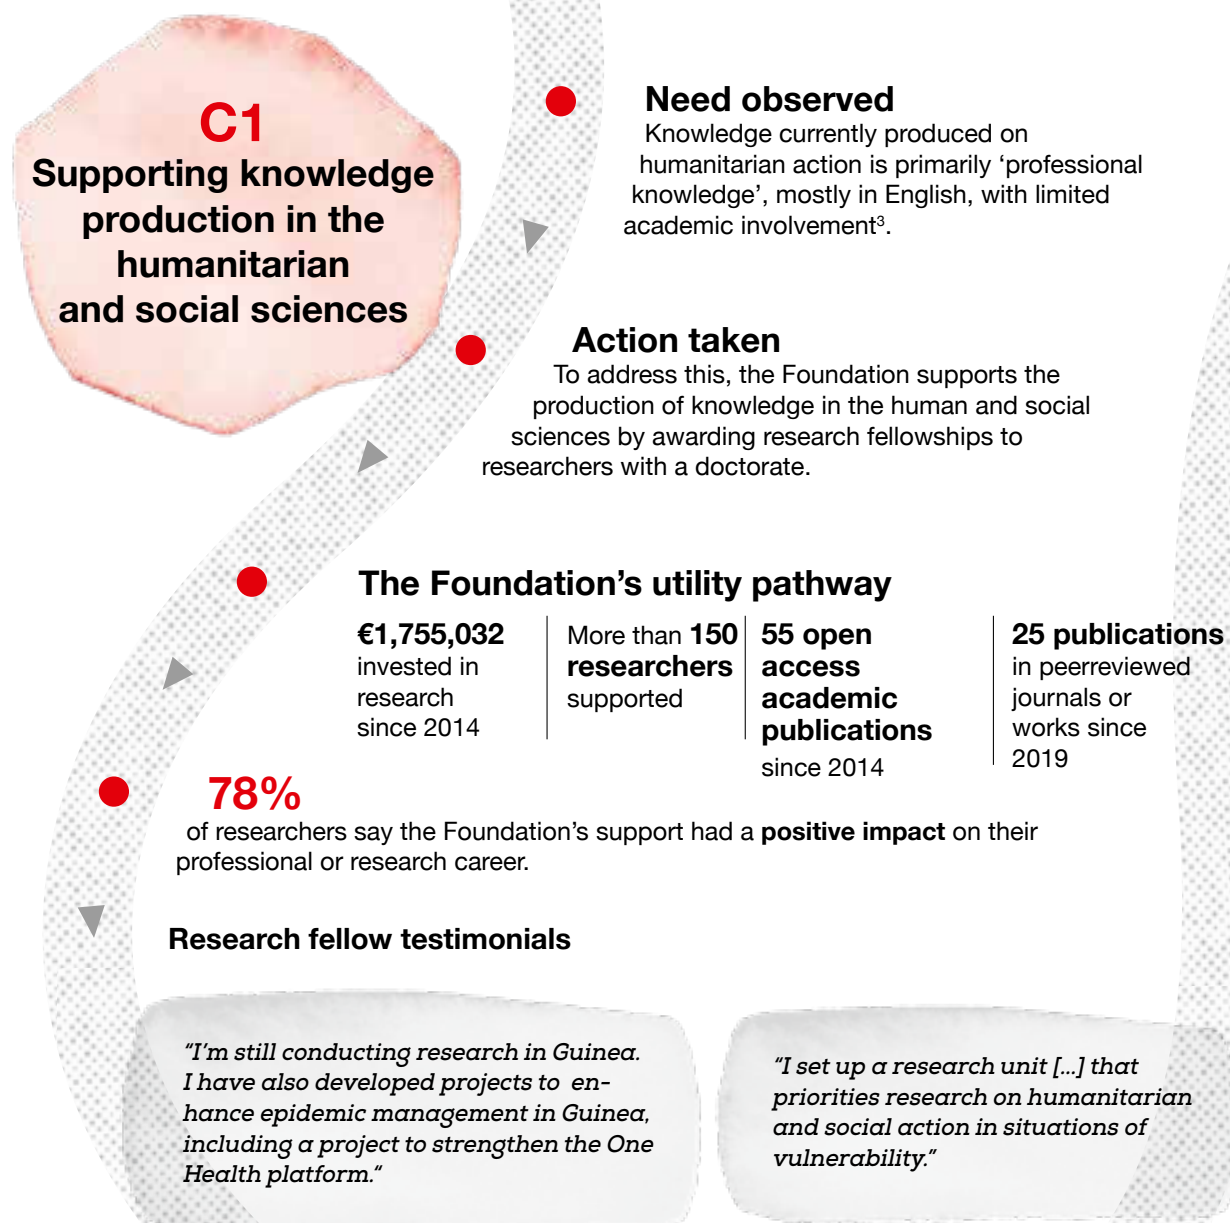 C1
Supporting knowledge
production in the
humanitarian
and social sciences
Need observed
Knowledge currently produced on
humanitarian action is primarily ‘professional
knowledge’, mostly in English, with limited
academic involvement³.
Action taken
To address this, the Foundation supports the
production of knowledge in the human and social
sciences by awarding research fellowships to
researchers with a doctorate.
The Foundation’s utility pathway
€1,755,032
invested in
research
since 2014
More than 150
researchers
supported
55 open
access
academic
publications
since 2014
25 publications
in peerreviewed
journals or
works since
2019
78%
of researchers say the Foundation’s support had a positive impact on their
professional or research career.
Research fellow testimonials
“I’m still conducting research in Guinea.
I have also developed projects to en-
hance epidemic management in Guinea,
including a project to strengthen the One
Health platform.“
“I set up a research unit [...] that
priorities research on humanitarian
and social action in situations of
vulnerability.”